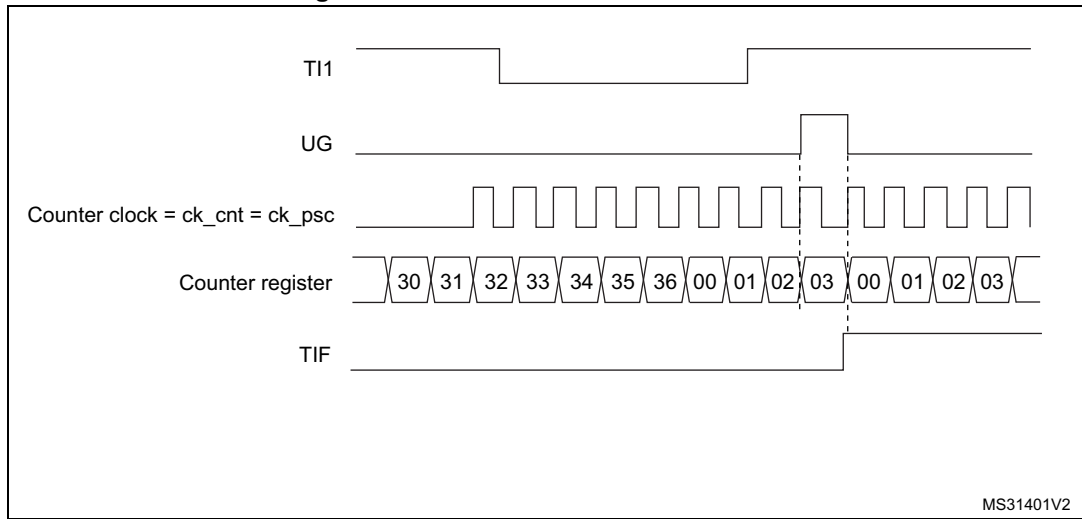 TI1
UG
Counter clock = ck_cnt = ck_psc
Counter register 30 31 32 33 34 35 36 00 01 02 03 00 01 02 03
TIF
MS31401V2